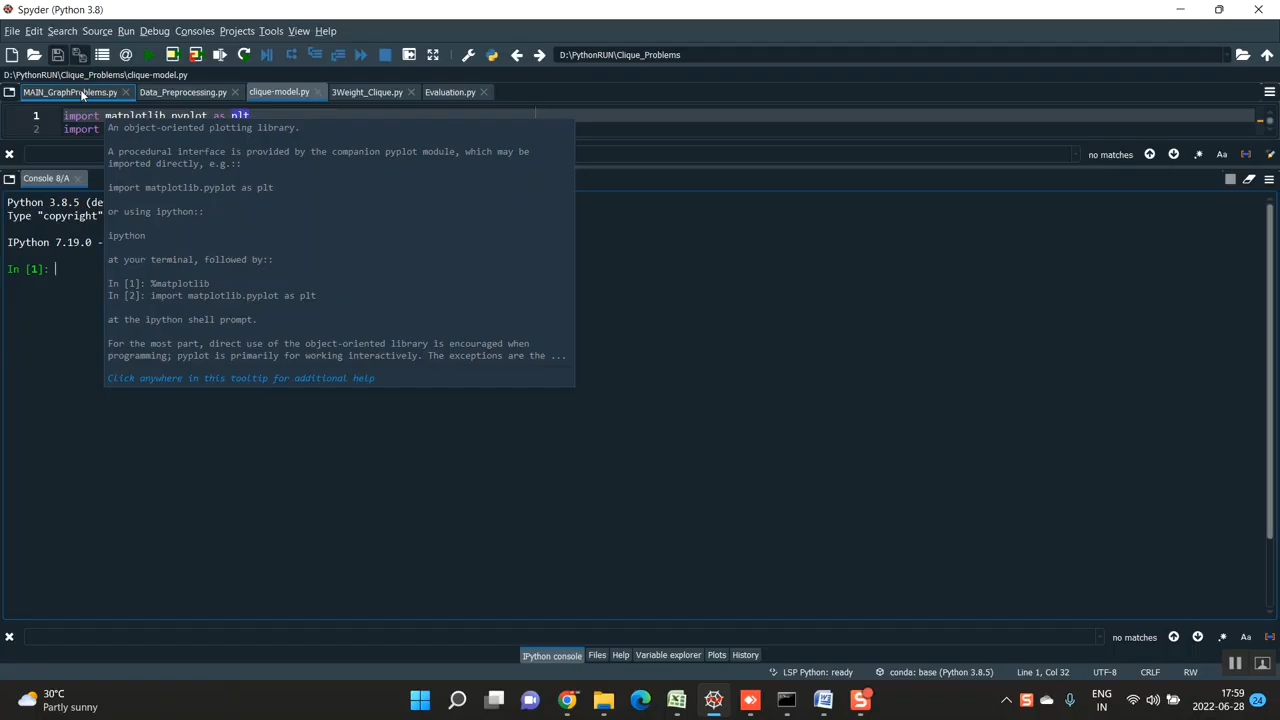 Spyder (Python 3.8)
File Edit Search Source Run Debug Consoles Projects Tools View Help
D:\PythonRUN\Clique_Problems
D:\PythonRUN\Clique_Problems\clique-model.py
MAIN_GraphProblems.py Data_Preprocessing.py clique-model.py 3Weight_Clique.py Evaluation.py
1 import matplotlib.pyplot as plt
2 import
An object-oriented plotting library.
A procedural interface is provided by the companion pyplot module, which may be
imported directly, e.g.::
import matplotlib.pyplot as plt
or using ipython::
ipython
at your terminal, followed by::
In [1]: %matplotlib
In [2]: import matplotlib.pyplot as plt
at the ipython shell prompt.
For the most part, direct use of the object-oriented library is encouraged when
programming; pyplot is primarily for working interactively. The exceptions are the ...
Click anywhere in this tooltip for additional help
no matches Aa
Console 8/A
Python 3.8.5 (de
Type "copyright"
IPython 7.19.0 -
In [1]:
no matches Aa
IPython console Files Help Variable explorer Plots History
LSP Python: ready conda: base (Python 3.8.5) Line 1, Col 32 UTF-8 CRLF RW
30°C
Partly sunny
ENG
IN
17:59
2022-06-28
24